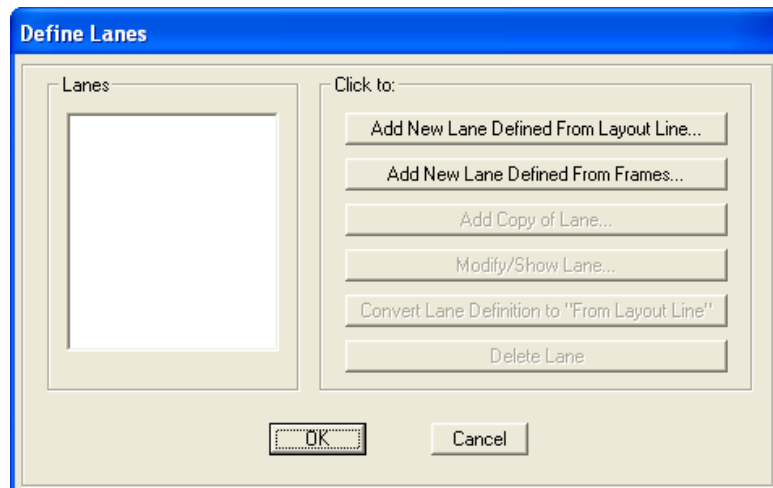 Define Lanes
Lanes
Click to:
Add New Lane Defined From Layout Line...
Add New Lane Defined From Frames...
Add Copy of Lane...
Modify/Show Lane...
Convert Lane Definition to "From Layout Line"
Delete Lane
OK
Cancel